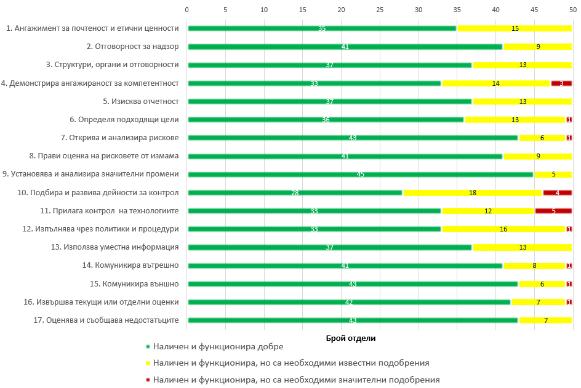 0 5 10 15 20 25 30 35 40 45 50
1. Ангажимент за почтеност и етични ценности 35 15
2. Отговорност за надзор 41 9
3. Структури, органи и отговорности 37 13
4. Демонстрира ангажираност за компетентност 33 14 3
5. Изисква отчетност 37 13
6. Определя подходящи цели 36 13 1
7. Открива и анализира рискове 43 6 1
8. Прави оценка на рисковете от измама 41 9
9. Установява и анализира значителни промени 45 5
10. Подбира и развива дейности за контрол 28 18 4
11. Прилага контрол на технологиите 33 12 5
12. Изпълнява чрез политики и процедури 33 16 1
13. Използва уместна информация 37 13
14. Комуникира вътрешно 41 8 1
15. Комуникира външно 43 6 1
16. Извършва текущи или отделни оценки 42 7 1
17. Оценява и съобщава недостатъците 43 7
Брой отдели
Наличен и функционира добре
Наличен и функционира, но са необходими известни подобрения
Наличен и функционира, но са необходими значителни подобрения